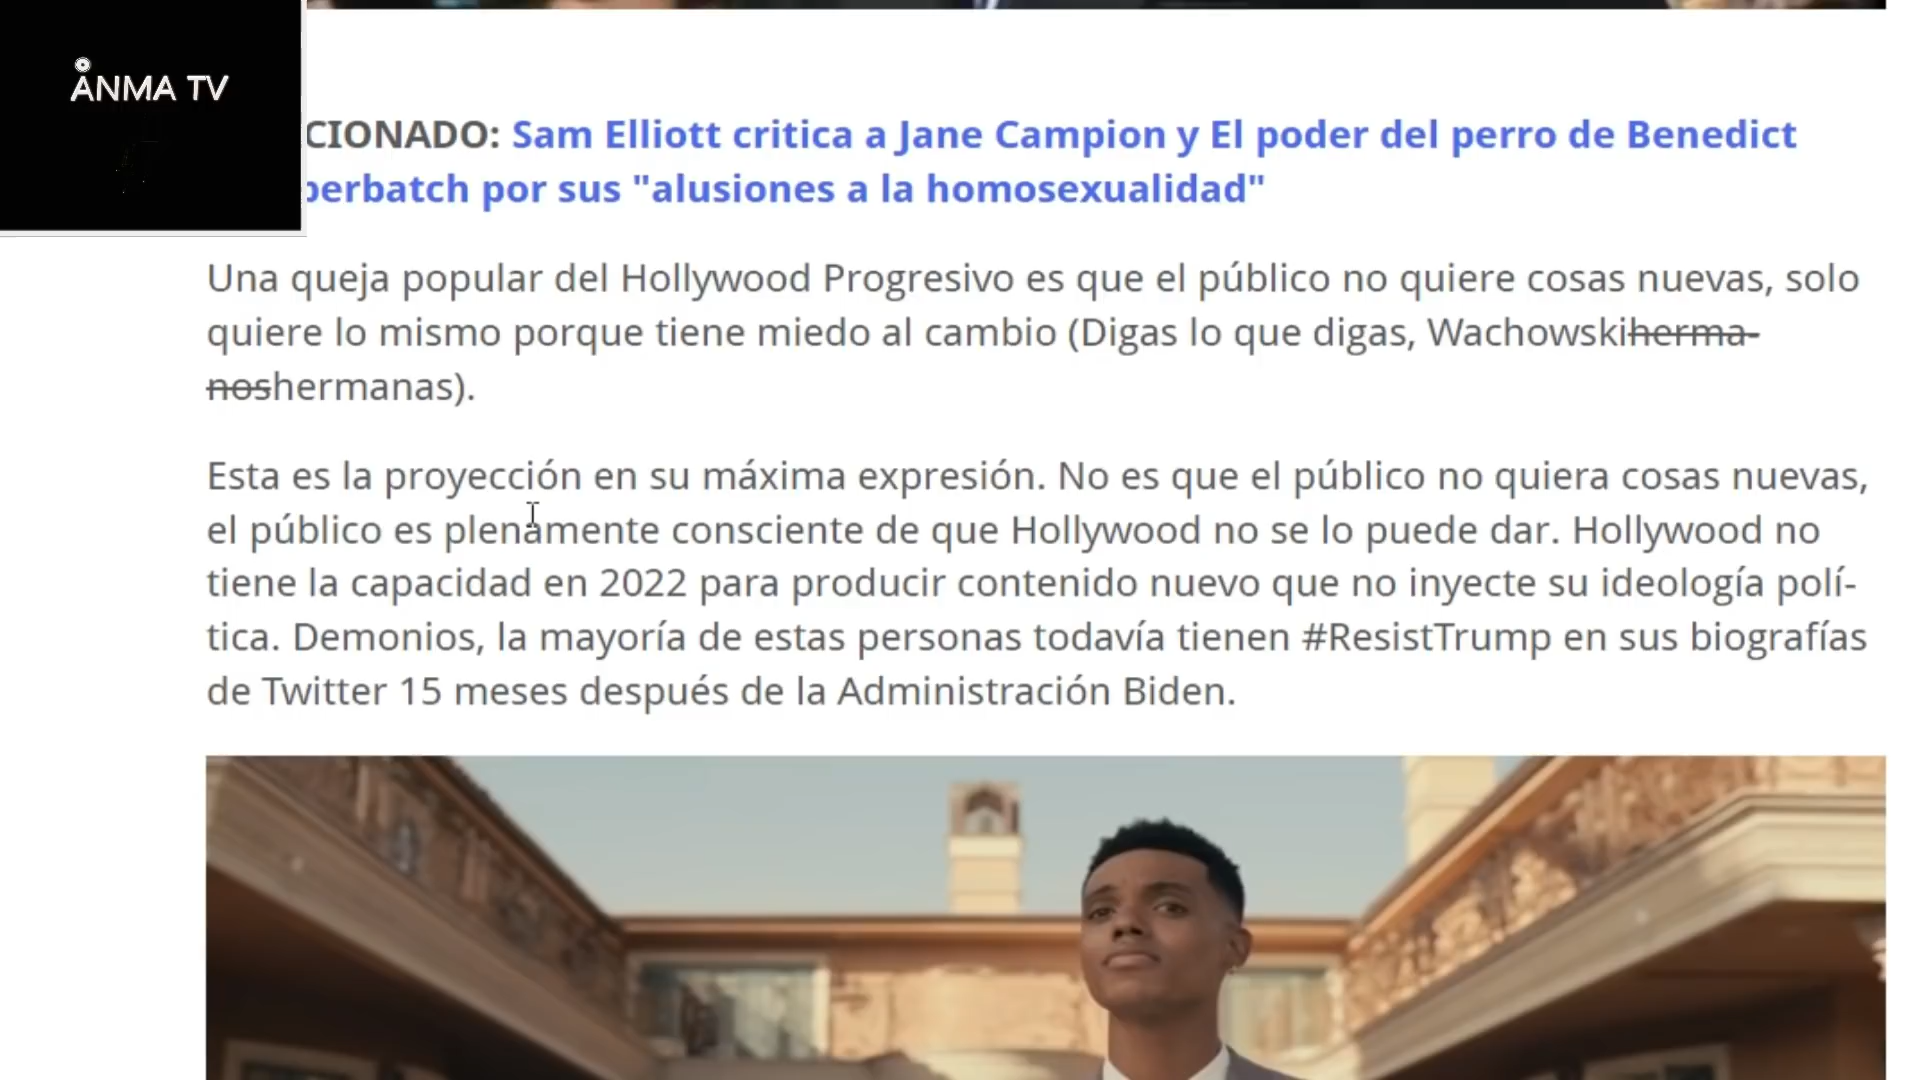 ANMA TV
CIONADO: Sam Elliott critica a Jane Campion y El poder del perro de Benedict
perbatch por sus "alusiones a la homosexualidad"
Una queja popular del Hollywood Progresivo es que el público no quiere cosas nuevas, solo
quiere lo mismo porque tiene miedo al cambio (Digas lo que digas, Wachowskiherma-
noshermanas).
Esta es la proyección en su máxima expresión. No es que el público no quiera cosas nuevas,
el público es plenamente consciente de que Hollywood no se lo puede dar. Hollywood no
tiene la capacidad en 2022 para producir contenido nuevo que no inyecte su ideología polí-
tica. Demonios, la mayoría de estas personas todavía tienen #ResistTrump en sus biografías
de Twitter 15 meses después de la Administración Biden.